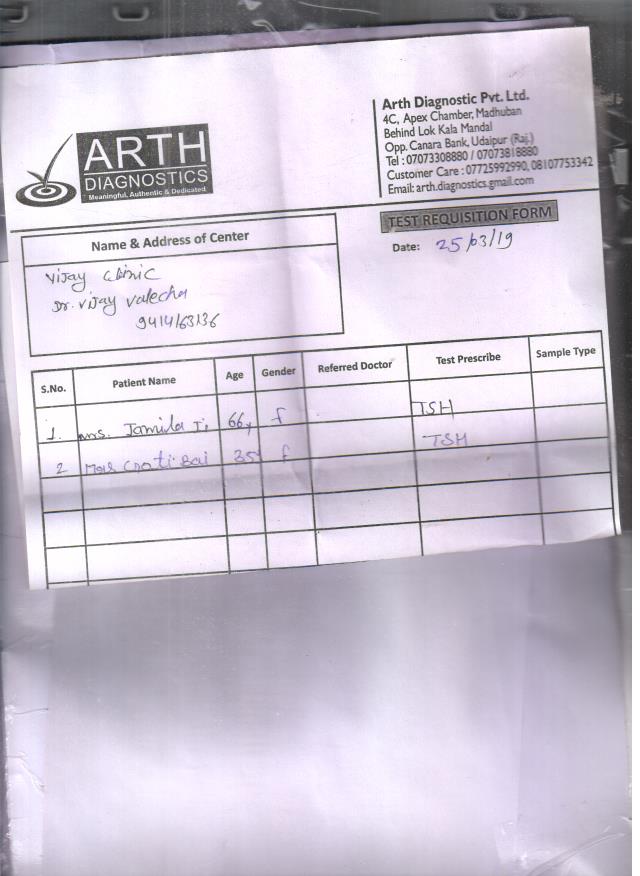 ARTH
DIAGNOSTICS
Meaningful, Authentic & Dedicated
Arth Diagnostic Pvt. Ltd.
4C, Apex Chamber, Madhuban
Behind Lok Kala Mandal
Opp. Canara Bank, Udaipur (Raj.)
Tel : 07073308880 / 07073818880
Customer Care : 07725992990, 08107753342
Email: arth.diagnostics.gmail.com
TEST REQUISITION FORM
Date: 25/03/19
Name & Address of Center
Vijay Clinic
Dr. Vijay Valecha
9414163136
S.No. Patient Name Age Gender Referred Doctor Test Prescribe Sample Type
1. Mrs. Jamila 66y f TSH
2 Bai 35 f TSH